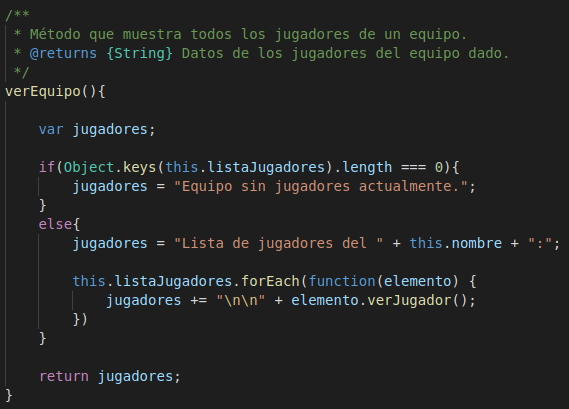 /**
 * Método que muestra todos los jugadores de un equipo.
 * @returns {String} Datos de los jugadores del equipo dado.
 */
verEquipo(){

    var jugadores;

    if(Object.keys(this.listaJugadores).length === 0){
        jugadores = "Equipo sin jugadores actualmente.";
    }
    else{
        jugadores = "Lista de jugadores del " + this.nombre + ":";

        this.listaJugadores.forEach(function(elemento) {
            jugadores += "\n\n" + elemento.verJugador();
        })
    }

    return jugadores;
}